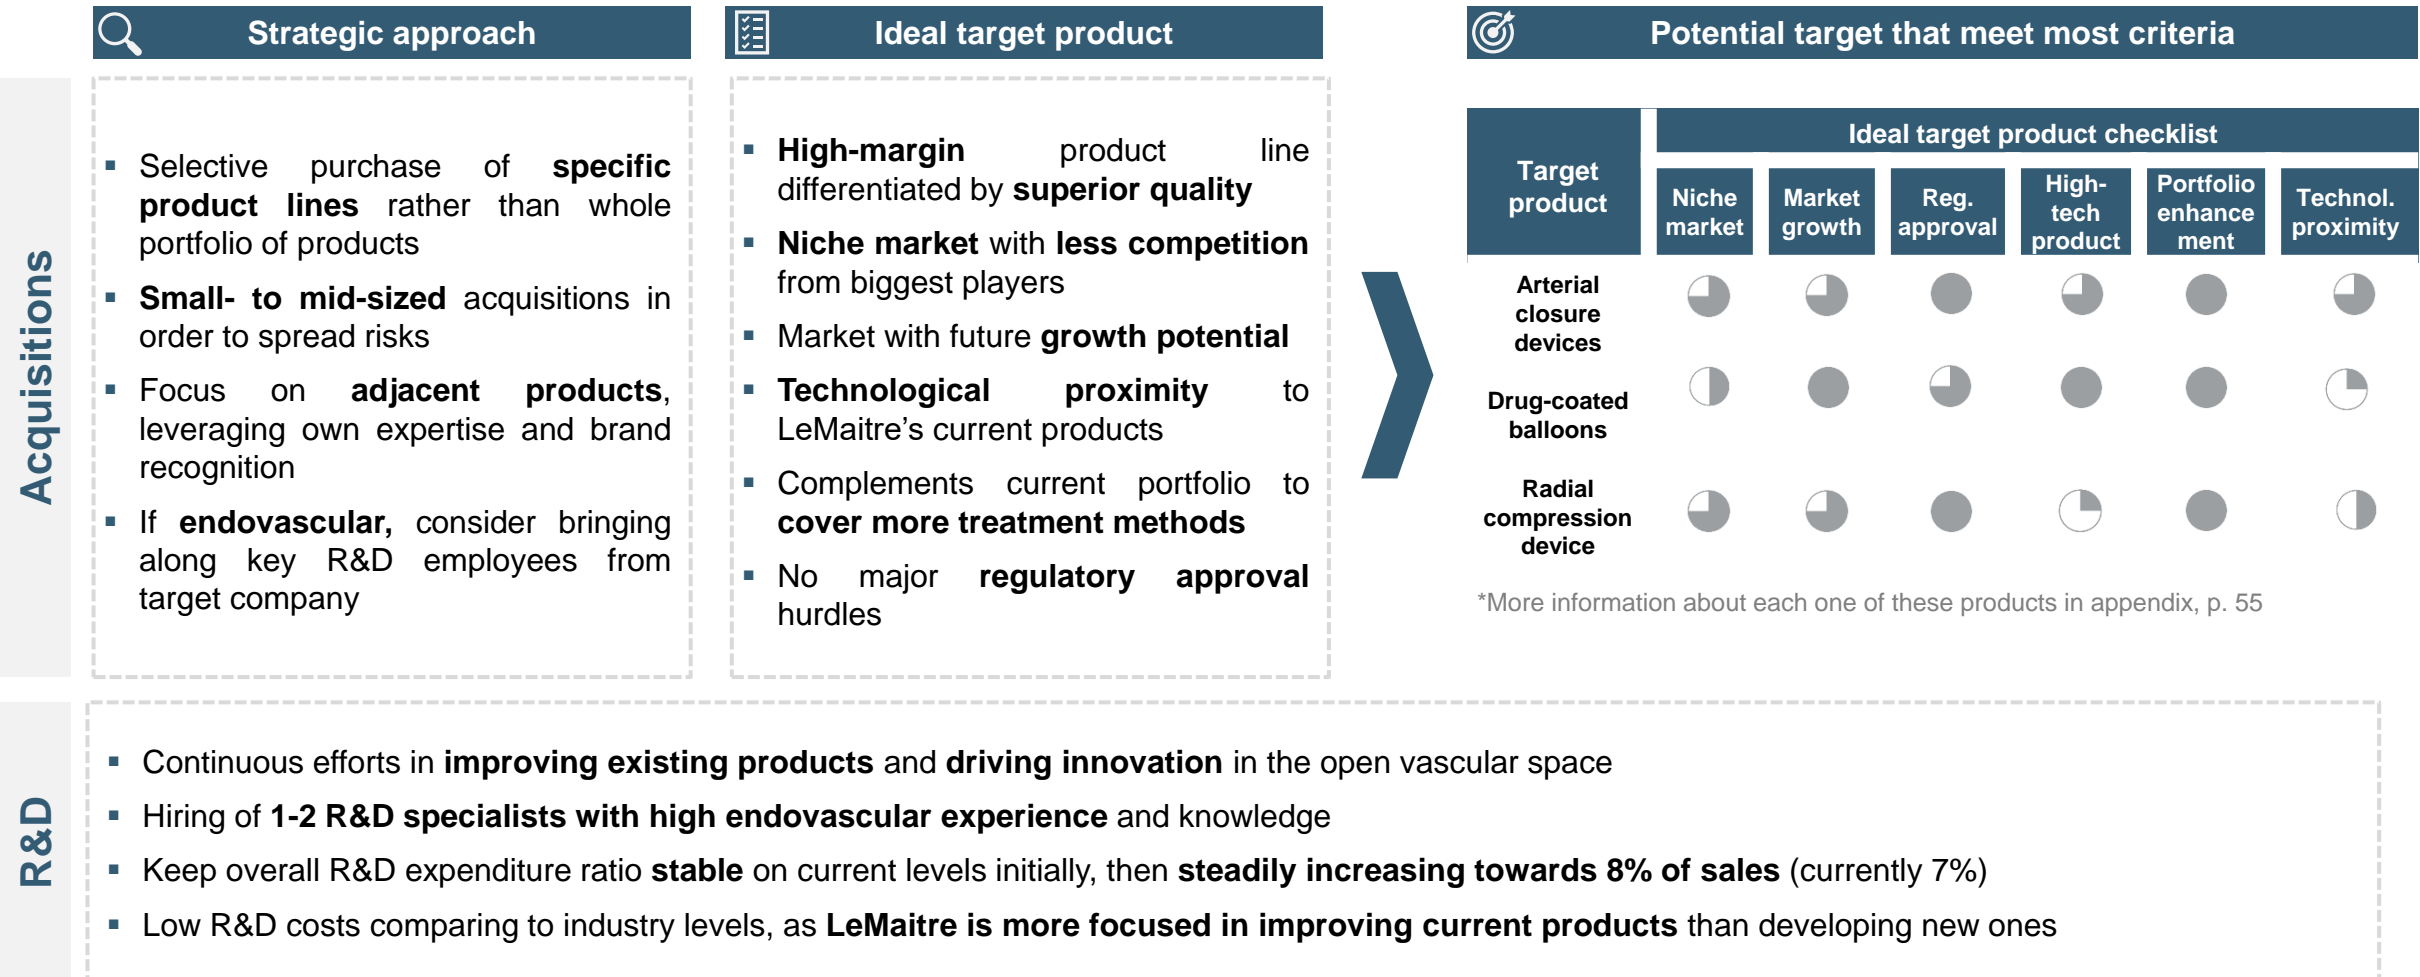 Strategic approach
Ideal target product
Potential target that meet most criteria
Acquisitions
▪ Selective purchase of specific
product lines rather than whole
portfolio of products
▪ Small- to mid-sized acquisitions in
order to spread risks
▪ Focus on adjacent products,
leveraging own expertise and brand
recognition
▪ If endovascular, consider bringing
along key R&D employees from
target company
▪ High-margin product line
differentiated by superior quality
▪ Niche market with less competition
from biggest players
▪ Market with future growth potential
▪ Technological proximity to
LeMaitre’s current products
▪ Complements current portfolio to
cover more treatment methods
▪ No major regulatory approval
hurdles
Target
product
Ideal target product checklist
Niche
market
Market
growth
Reg.
approval
High-
tech
product
Portfolio
enhance
ment
Technol.
proximity
Arterial
closure
devices
Drug-coated
balloons
Radial
compression
device
*More information about each one of these products in appendix, p. 55
R&D
▪ Continuous efforts in improving existing products and driving innovation in the open vascular space
▪ Hiring of 1-2 R&D specialists with high endovascular experience and knowledge
▪ Keep overall R&D expenditure ratio stable on current levels initially, then steadily increasing towards 8% of sales (currently 7%)
▪ Low R&D costs comparing to industry levels, as LeMaitre is more focused in improving current products than developing new ones